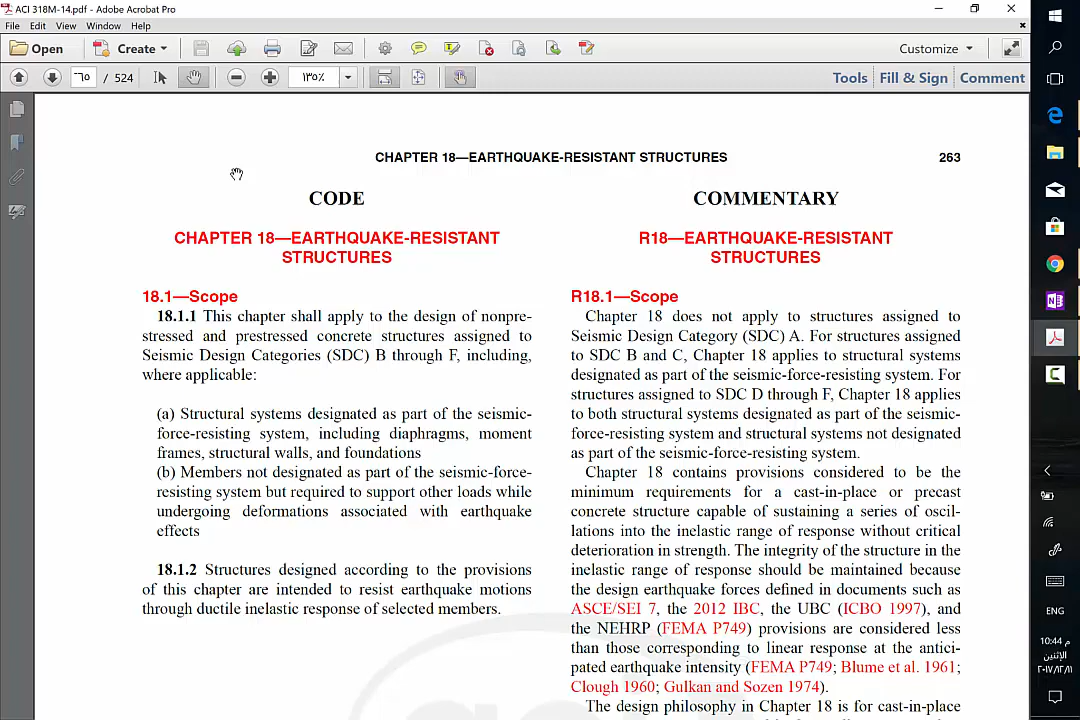 ACI 318M-14.pdf - Adobe Acrobat Pro
File Edit View Window Help
Open Create Customize
/ 524 ١٣٥٪ Tools Fill & Sign Comment
CHAPTER 18—EARTHQUAKE-RESISTANT STRUCTURES 263
CODE
CHAPTER 18—EARTHQUAKE-RESISTANT
STRUCTURES
18.1—Scope
18.1.1 This chapter shall apply to the design of nonpre-
stressed and prestressed concrete structures assigned to
Seismic Design Categories (SDC) B through F, including,
where applicable:
(a) Structural systems designated as part of the seismic-
force-resisting system, including diaphragms, moment
frames, structural walls, and foundations
(b) Members not designated as part of the seismic-force-
resisting system but required to support other loads while
undergoing deformations associated with earthquake
effects
18.1.2 Structures designed according to the provisions
of this chapter are intended to resist earthquake motions
through ductile inelastic response of selected members.
COMMENTARY
R18—EARTHQUAKE-RESISTANT
STRUCTURES
R18.1—Scope
Chapter 18 does not apply to structures assigned to
Seismic Design Category (SDC) A. For structures assigned
to SDC B and C, Chapter 18 applies to structural systems
designated as part of the seismic-force-resisting system. For
structures assigned to SDC D through F, Chapter 18 applies
to both structural systems designated as part of the seismic-
force-resisting system and structural systems not designated
as part of the seismic-force-resisting system.
Chapter 18 contains provisions considered to be the
minimum requirements for a cast-in-place or precast
concrete structure capable of sustaining a series of oscil-
lations into the inelastic range of response without critical
deterioration in strength. The integrity of the structure in the
inelastic range of response should be maintained because
the design earthquake forces defined in documents such as
ASCE/SEI 7, the 2012 IBC, the UBC (ICBO 1997), and
the NEHRP (FEMA P749) provisions are considered less
than those corresponding to linear response at the antici-
pated earthquake intensity (FEMA P749; Blume et al. 1961;
Clough 1960; Gulkan and Sozen 1974).
The design philosophy in Chapter 18 is for cast-in-place
ENG
10:44 م
الإثنين
٢٠١٧/١٢/١١